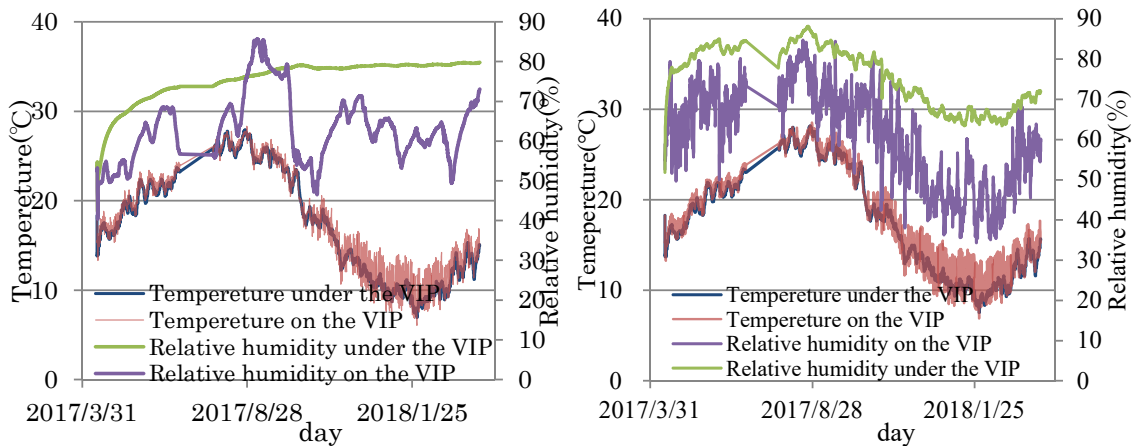 40
30
20
10
0
Tempereture(℃)
90
80
70
60
50
40
30
20
10
0
Relative humidity(%)
Tempereture under the VIP
Tempereture on the VIP
Relative humidity under the VIP
Relative humidity on the VIP
2017/3/31 2017/8/28 2018/1/25
day
40
30
20
10
0
Temepereture(℃)
90
80
70
60
50
40
30
20
10
0
Relative humidity(%)
Tempereture under the VIP
Tempereture on the VIP
Relative humidity on the VIP
Relative humidity under the VIP
2017/3/31 2017/8/28 2018/1/25
day